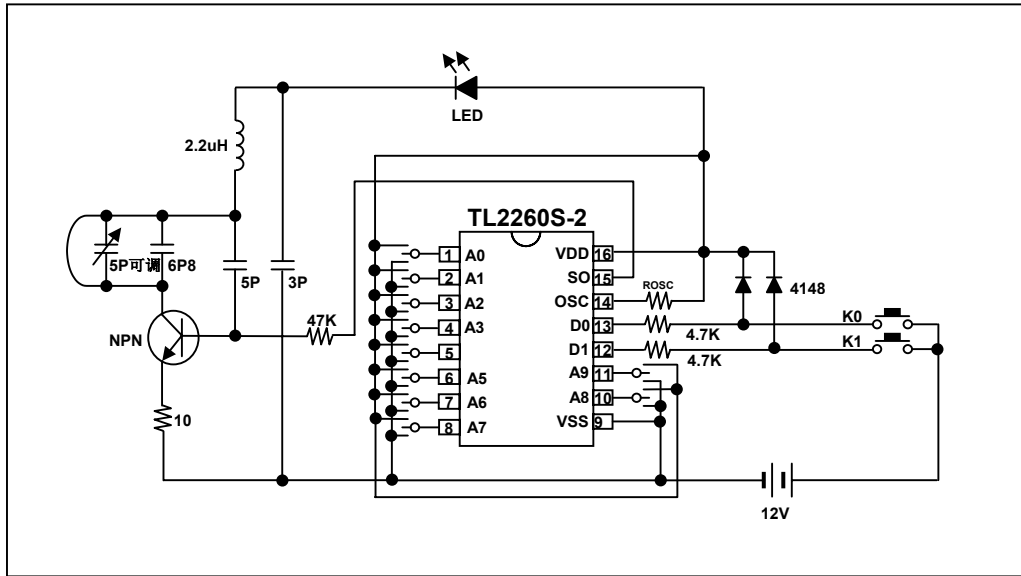 LED
2.2uH
TL2260S-2
5P可调
6P8
5P
3P
NPN
47K
10
1
A0
2
A1
3
A2
4
A3
5
6
A5
7
A6
8
A7
VDD
16
SO
15
OSC
14
D0
13
D1
12
A9
11
A8
10
VSS
9
ROSC
4.7K
4.7K
4148
K0
K1
12V